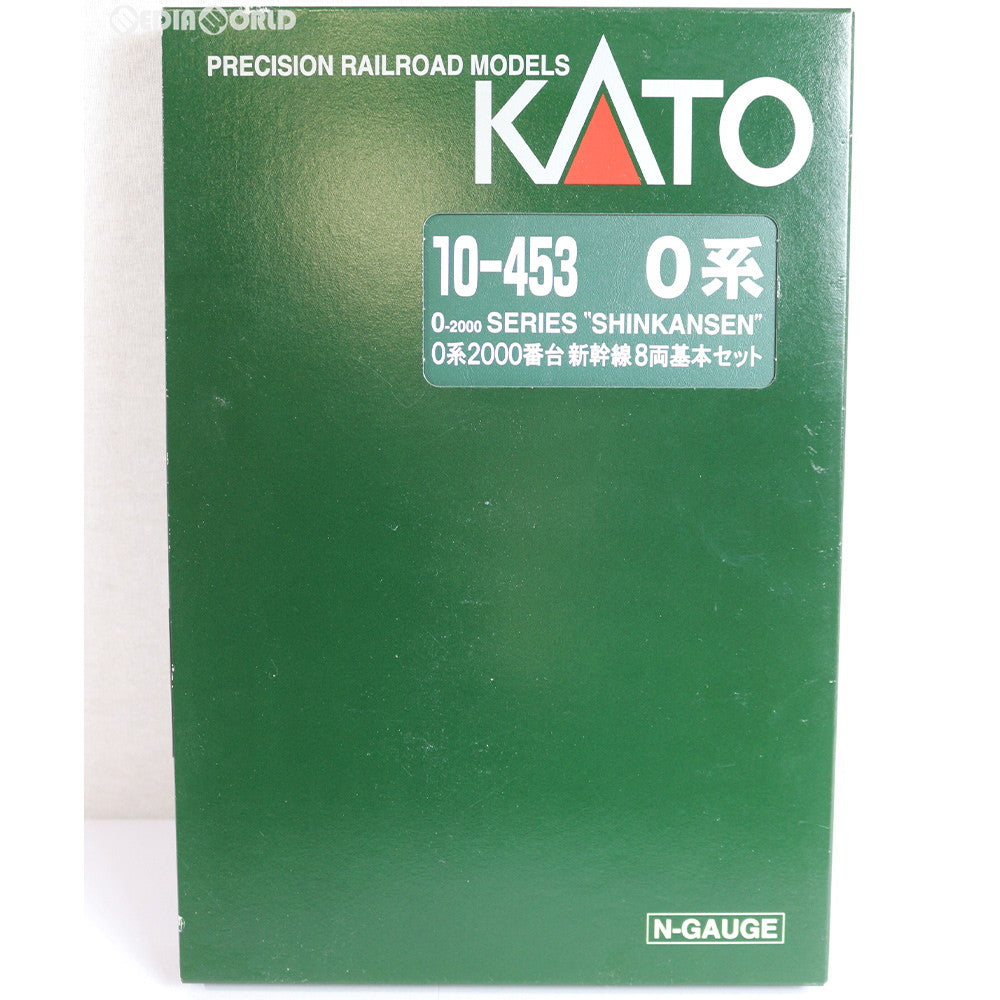 MEDIAWORLD
PRECISION RAILROAD MODELS
KATO
10-453 0系
0-2000 SERIES "SHINKANSEN"
0系2000番台 新幹線8両基本セット
N-GAUGE